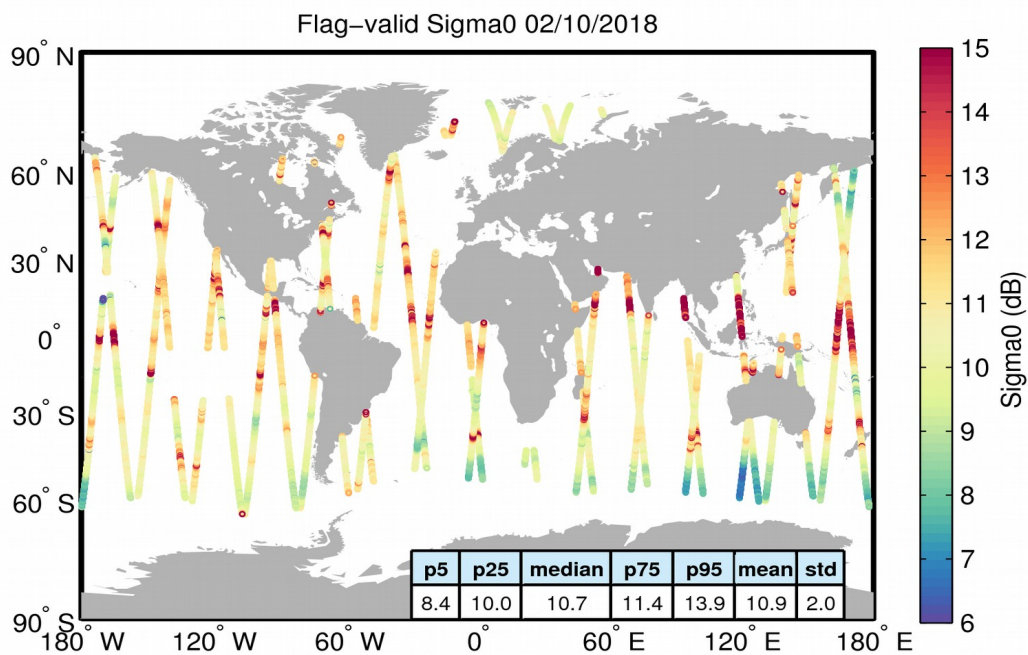 Flag−valid Sigma0 02/10/2018
90° N
60° N
30° N
0°
30° S
60° S
90° S
180° W
120° W
60° W
0°
60° E
120° E
180° E
15
14
13
12
11
10
9
8
7
6
Sigma0 (dB)
p5 p25 median p75 p95 mean std
8.4 10.0 10.7 11.4 13.9 10.9 2.0